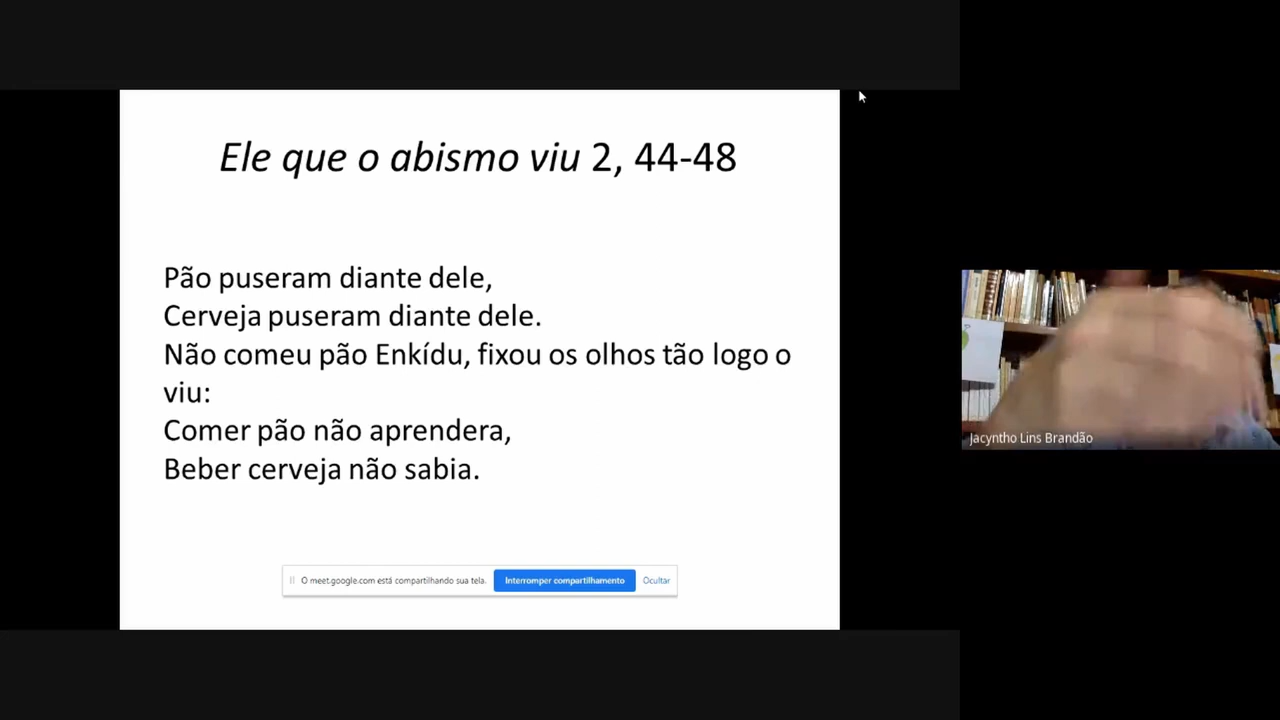 Ele que o abismo viu 2, 44-48
Pão puseram diante dele,
Cerveja puseram diante dele.
Não comeu pão Enkídu, fixou os olhos tão logo o
viu:
Comer pão não aprendera,
Beber cerveja não sabia.
O meet.google.com está compartilhando sua tela. Interromper compartilhamento Ocultar
Jacyntho Lins Brandão